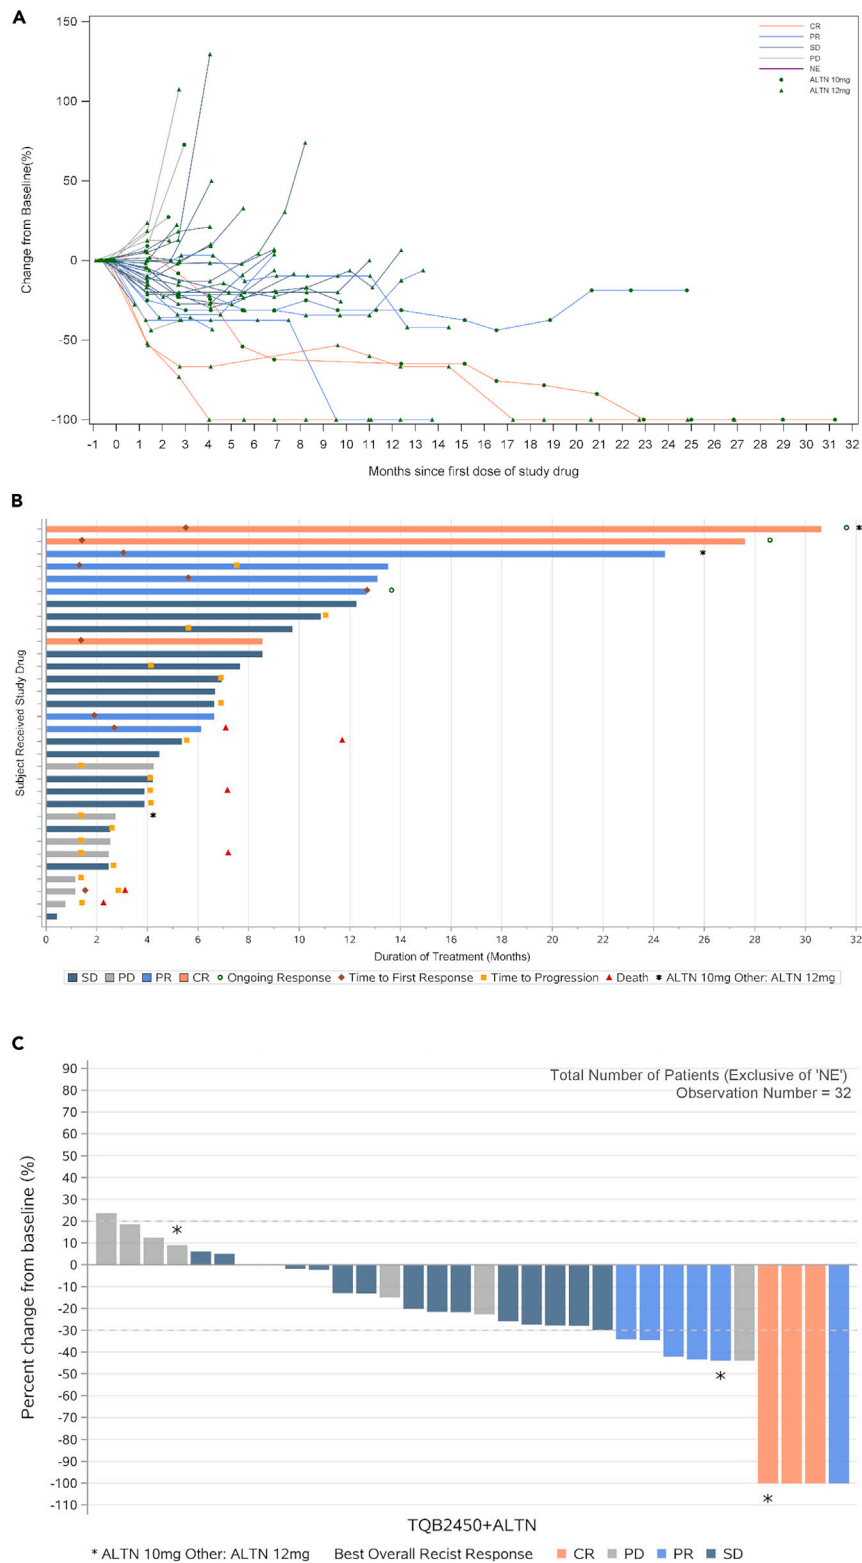 A
150
100
50
0
-50
-100
Change from Baseline(%)
CR
PR
SD
PD
NE
ALTN 10mg
ALTN 12mg
-1 0 1 2 3 4 5 6 7 8 9 10 11 12 13 14 15 16 17 18 19 20 21 22 23 24 25 26 27 28 29 30 31 32
Months since first dose of study drug
B
Subject Received Study Drug
0 2 4 6 8 10 12 14 16 18 20 22 24 26 28 30 32
Duration of Treatment (Months)
SD PD PR CR Ongoing Response Time to First Response Time to Progression Death * ALTN 10mg Other: ALTN 12mg
C
Total Number of Patients (Exclusive of 'NE')
Observation Number = 32
90
80
70
60
50
40
30
20
10
0
-10
-20
-30
-40
-50
-60
-70
-80
-90
-100
-110
Percent change from baseline (%)
*
*
*
TQB2450+ALTN
* ALTN 10mg Other: ALTN 12mg Best Overall Recist Response CR PD PR SD